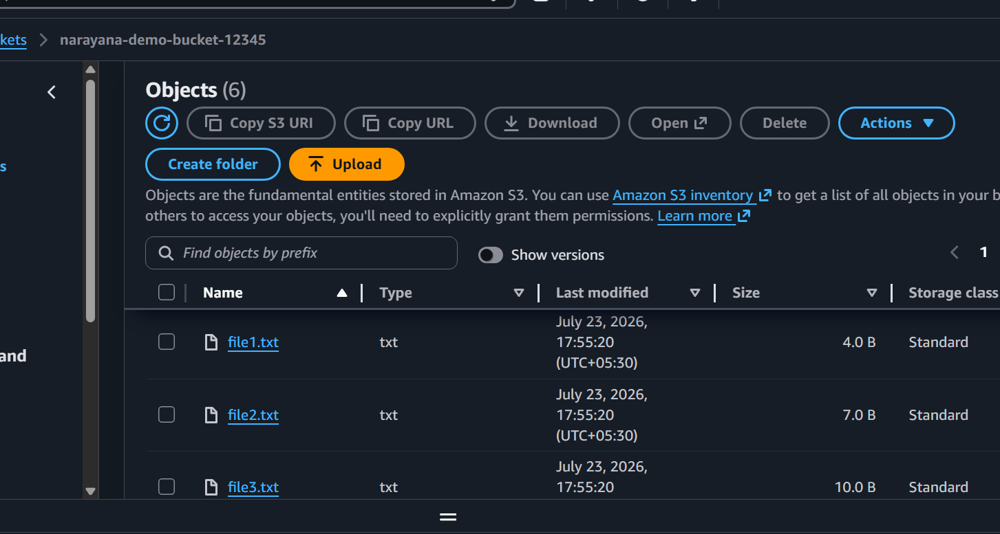 kets > narayana-demo-bucket-12345
Objects (6)
Copy S3 URI Copy URL Download Open Delete Actions
Create folder Upload
Objects are the fundamental entities stored in Amazon S3. You can use Amazon S3 inventory to get a list of all objects in your b
others to access your objects, you'll need to explicitly grant them permissions. Learn more
s
Find objects by prefix Show versions 1
Name Type Last modified Size Storage class
and
file1.txt txt July 23, 2026, 17:55:20 (UTC+05:30) 4.0 B Standard
file2.txt txt July 23, 2026, 17:55:20 (UTC+05:30) 7.0 B Standard
file3.txt txt July 23, 2026, 17:55:20 10.0 B Standard